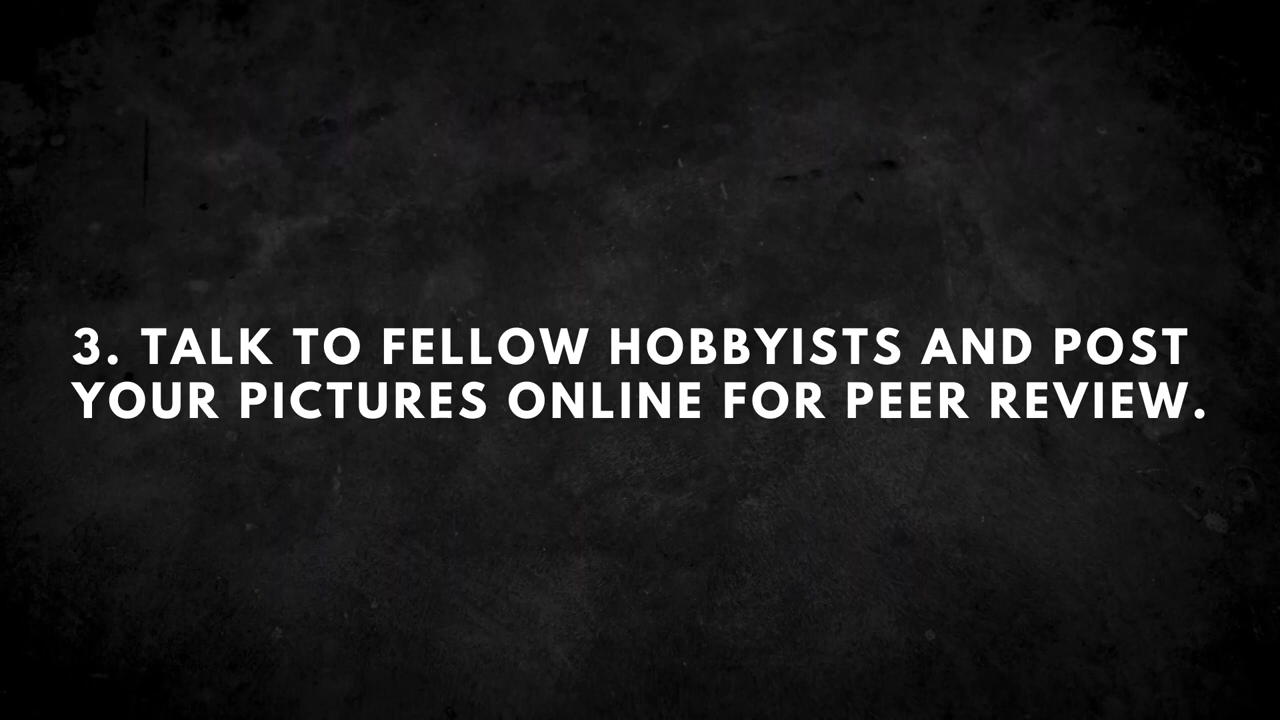 3. TALK TO FELLOW HOBBYISTS AND POST
YOUR PICTURES ONLINE FOR PEER REVIEW.